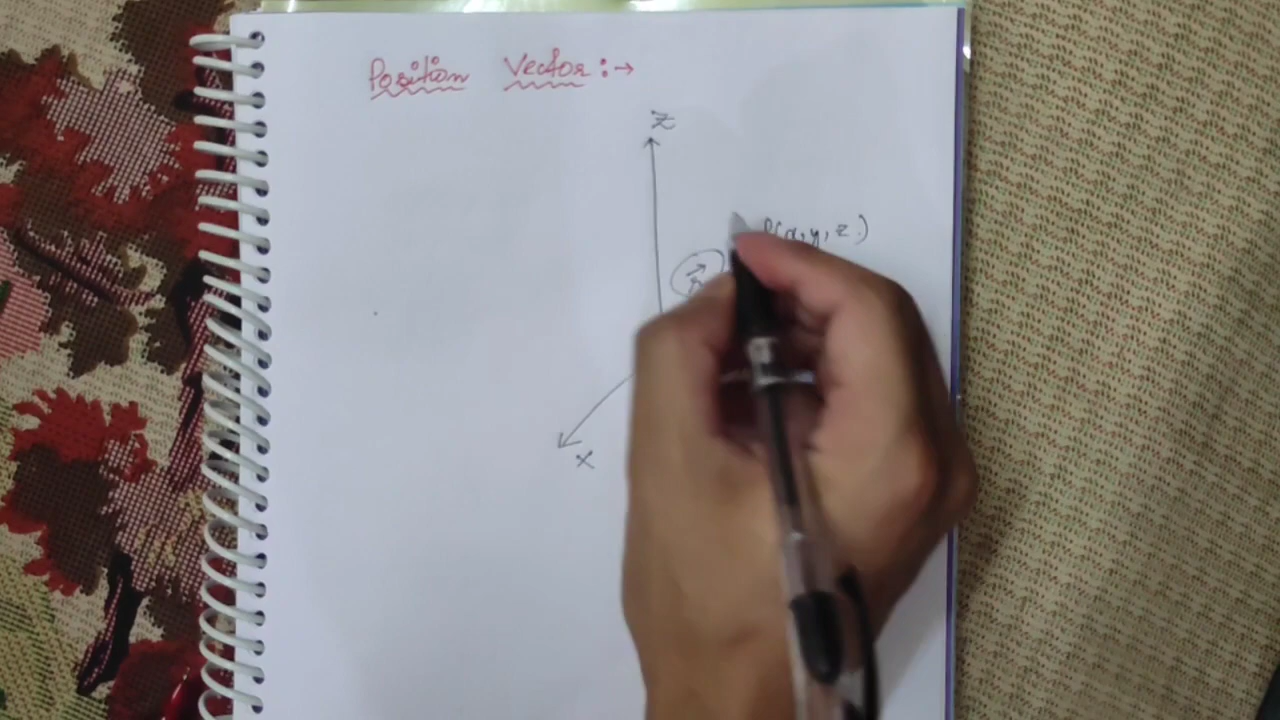 Position Vector :→
Z
P(x, y, z)
r⃗
X